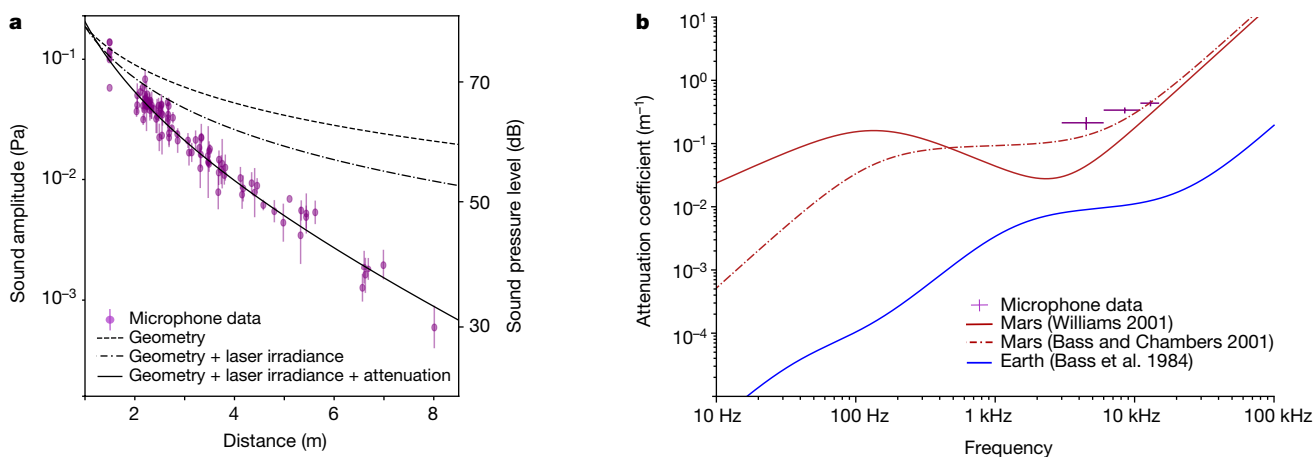 a
Sound amplitude (Pa)
10⁻¹
10⁻²
10⁻³
70
50
30
Sound pressure level (dB)
Microphone data
Geometry
Geometry + laser irradiance
Geometry + laser irradiance + attenuation
2
4
6
8
Distance (m)
b
Attenuation coefficient (m⁻¹)
10¹
10⁰
10⁻¹
10⁻²
10⁻³
10⁻⁴
Microphone data
Mars (Williams 2001)
Mars (Bass and Chambers 2001)
Earth (Bass et al. 1984)
10 Hz
100 Hz
1 kHz
10 kHz
100 kHz
Frequency